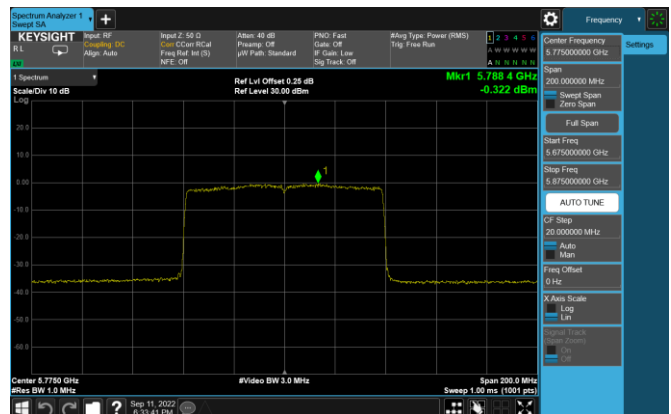 Spectrum Analyzer 1
Swept SA
Frequency
KEYSIGHT
RL
Input: RF
Coupling: DC
Align: Auto
Input Z: 50 Ω
Corr CCorr RCal
Freq Ref: Int (S)
NFE: Off
Atten: 40 dB
Preamp: Off
µW Path: Standard
PNO: Fast
Gate: Off
IF Gain: Low
Sig Track: Off
#Avg Type: Power (RMS)
Trig: Free Run
1 2 3 4 5 6
A W W W W W
A N N N N N
LW
1 Spectrum
Scale/Div 10 dB
Log
Ref Lvl Offset 0.25 dB
Ref Level 30.00 dBm
Mkr1 5.788 4 GHz
-0.322 dBm
1
20.0
10.0
0.00
-10.0
-20.0
-30.0
-40.0
-50.0
-60.0
Center 5.7750 GHz
#Res BW 1.0 MHz
#Video BW 3.0 MHz
Span 200.0 MHz
Sweep 1.00 ms (1001 pts)
Sep 11, 2022
6:33:41 PM
Center Frequency
5.775000000 GHz
Settings
Span
200.000000 MHz
Swept Span
Zero Span
Full Span
Start Freq
5.675000000 GHz
Stop Freq
5.875000000 GHz
AUTO TUNE
CF Step
20.000000 MHz
Auto
Man
Freq Offset
0 Hz
X Axis Scale
Log
Lin
Signal Track
(Span Zoom)
On
Off